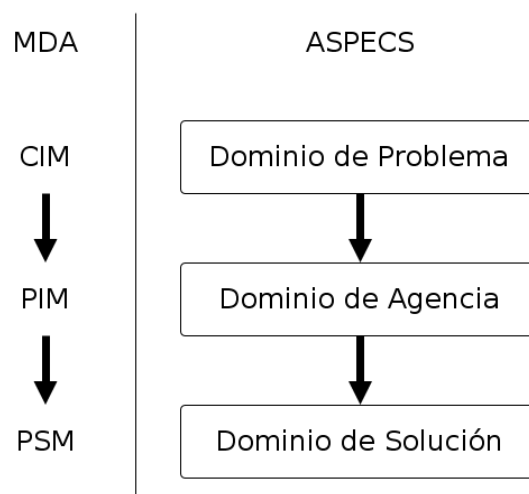 MDA ASPECS
CIM Dominio de Problema
PIM Dominio de Agencia
PSM Dominio de Solución